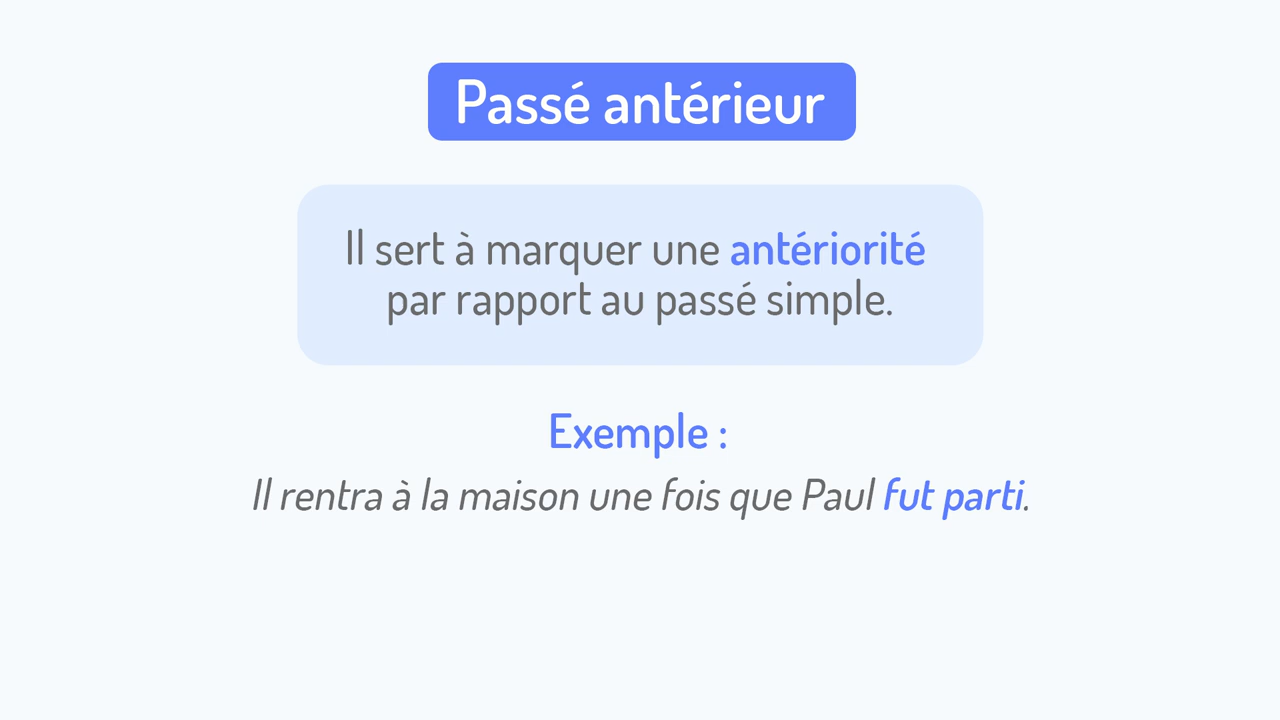 Passé antérieur
Il sert à marquer une antériorité
par rapport au passé simple.
Exemple :
Il rentra à la maison une fois que Paul fut parti.